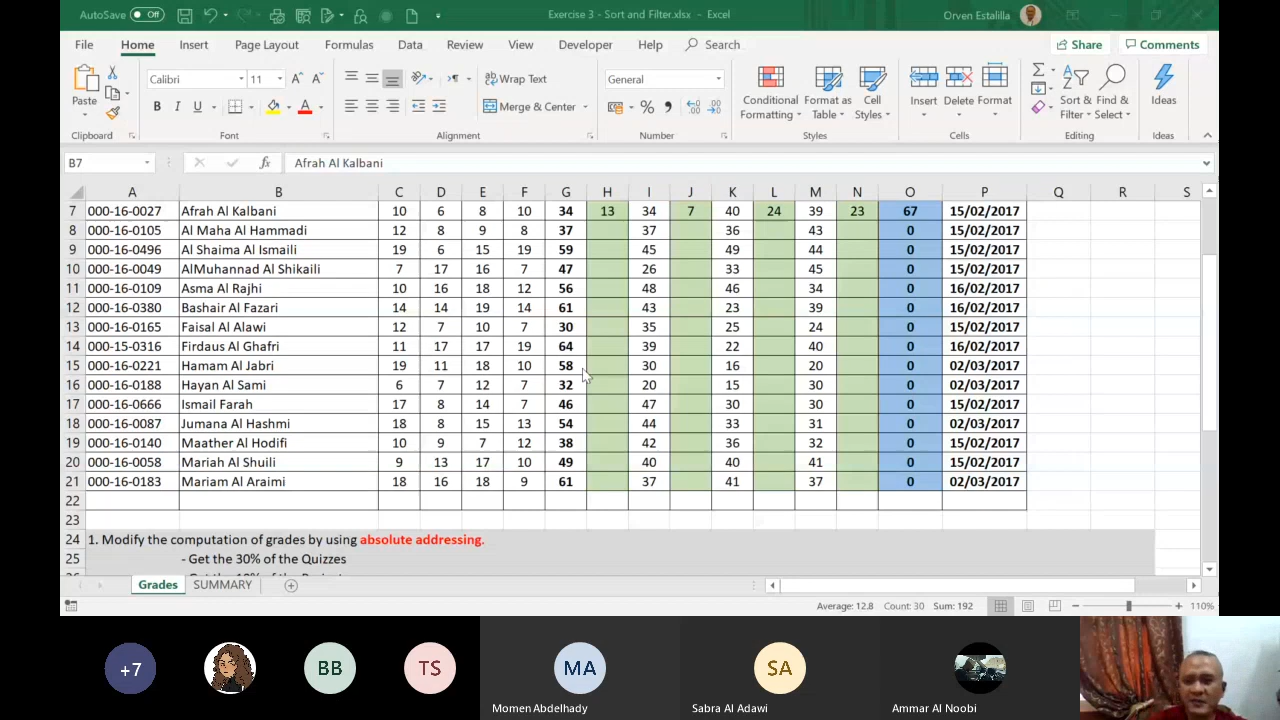 AutoSave Off Exercise 3 - Sort and Filter.xlsx - Excel Orven Estalilla
File Home Insert Page Layout Formulas Data Review View Developer Help Search Share Comments
Paste Calibri 11 Wrap Text General Conditional Formatting Format as Table Cell Styles Insert Delete Format Sort & Filter Find & Select Ideas
B I U Merge & Center
Clipboard Font Alignment Number Styles Cells Editing Ideas
B7 fx Afrah Al Kalbani
A B C D E F G H I J K L M N O P Q R S
7 000-16-0027 Afrah Al Kalbani 10 6 8 10 34 13 34 7 40 24 39 23 67 15/02/2017
8 000-16-0105 Al Maha Al Hammadi 12 8 9 8 37 37 36 43 0 15/02/2017
9 000-16-0496 Al Shaima Al Ismaili 19 6 15 19 59 45 49 44 0 15/02/2017
10 000-16-0049 AlMuhannad Al Shikaili 7 17 16 7 47 26 33 45 0 15/02/2017
11 000-16-0109 Asma Al Rajhi 10 16 18 12 56 48 46 34 0 16/02/2017
12 000-16-0380 Bashair Al Fazari 14 14 19 14 61 43 23 39 0 16/02/2017
13 000-16-0165 Faisal Al Alawi 12 7 10 7 30 35 25 24 0 15/02/2017
14 000-15-0316 Firdaus Al Ghafri 11 17 17 19 64 39 22 40 0 16/02/2017
15 000-16-0221 Hamam Al Jabri 19 11 18 10 58 30 16 20 0 02/03/2017
16 000-16-0188 Hayan Al Sami 6 7 12 7 32 20 15 30 0 02/03/2017
17 000-16-0666 Ismail Farah 17 8 14 7 46 47 30 30 0 15/02/2017
18 000-16-0087 Jumana Al Hashmi 18 8 15 13 54 44 33 31 0 02/03/2017
19 000-16-0140 Maather Al Hodifi 10 9 7 12 38 42 36 32 0 15/02/2017
20 000-16-0058 Mariah Al Shuili 9 13 17 10 49 40 40 41 0 15/02/2017
21 000-16-0183 Mariam Al Araimi 18 16 18 9 61 37 41 37 0 02/03/2017
22
23
24 1. Modify the computation of grades by using absolute addressing.
25 - Get the 30% of the Quizzes
Grades SUMMARY
Average: 12.8 Count: 30 Sum: 192 110%
+7 BB TS MA SA
Momen Abdelhady Sabra Al Adawi Ammar Al Noobi